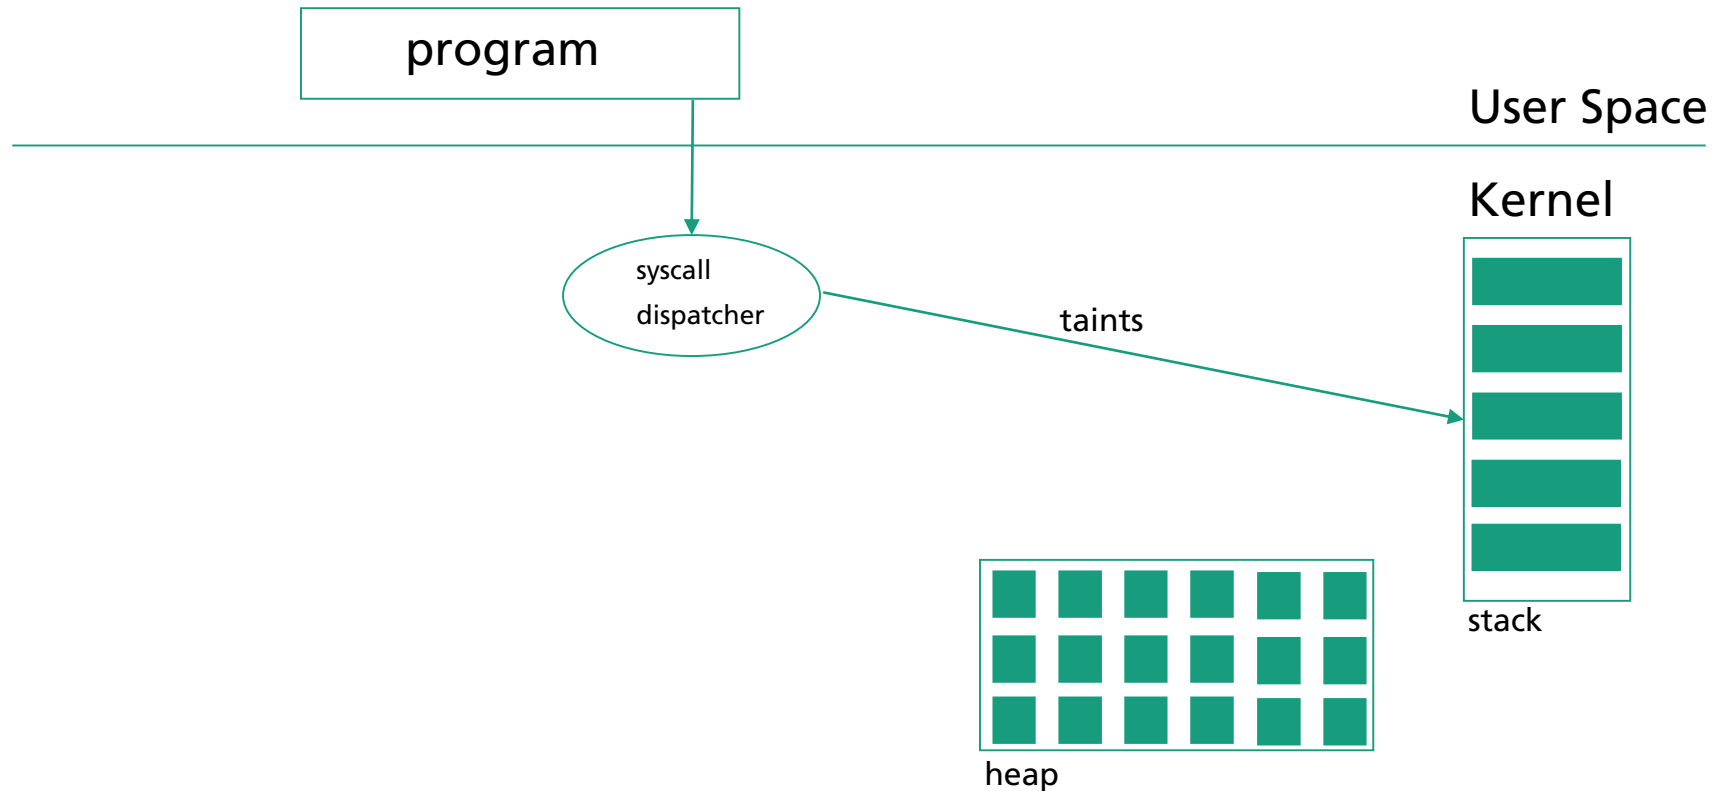 program
User Space
Kernel
syscall
dispatcher
taints
stack
heap